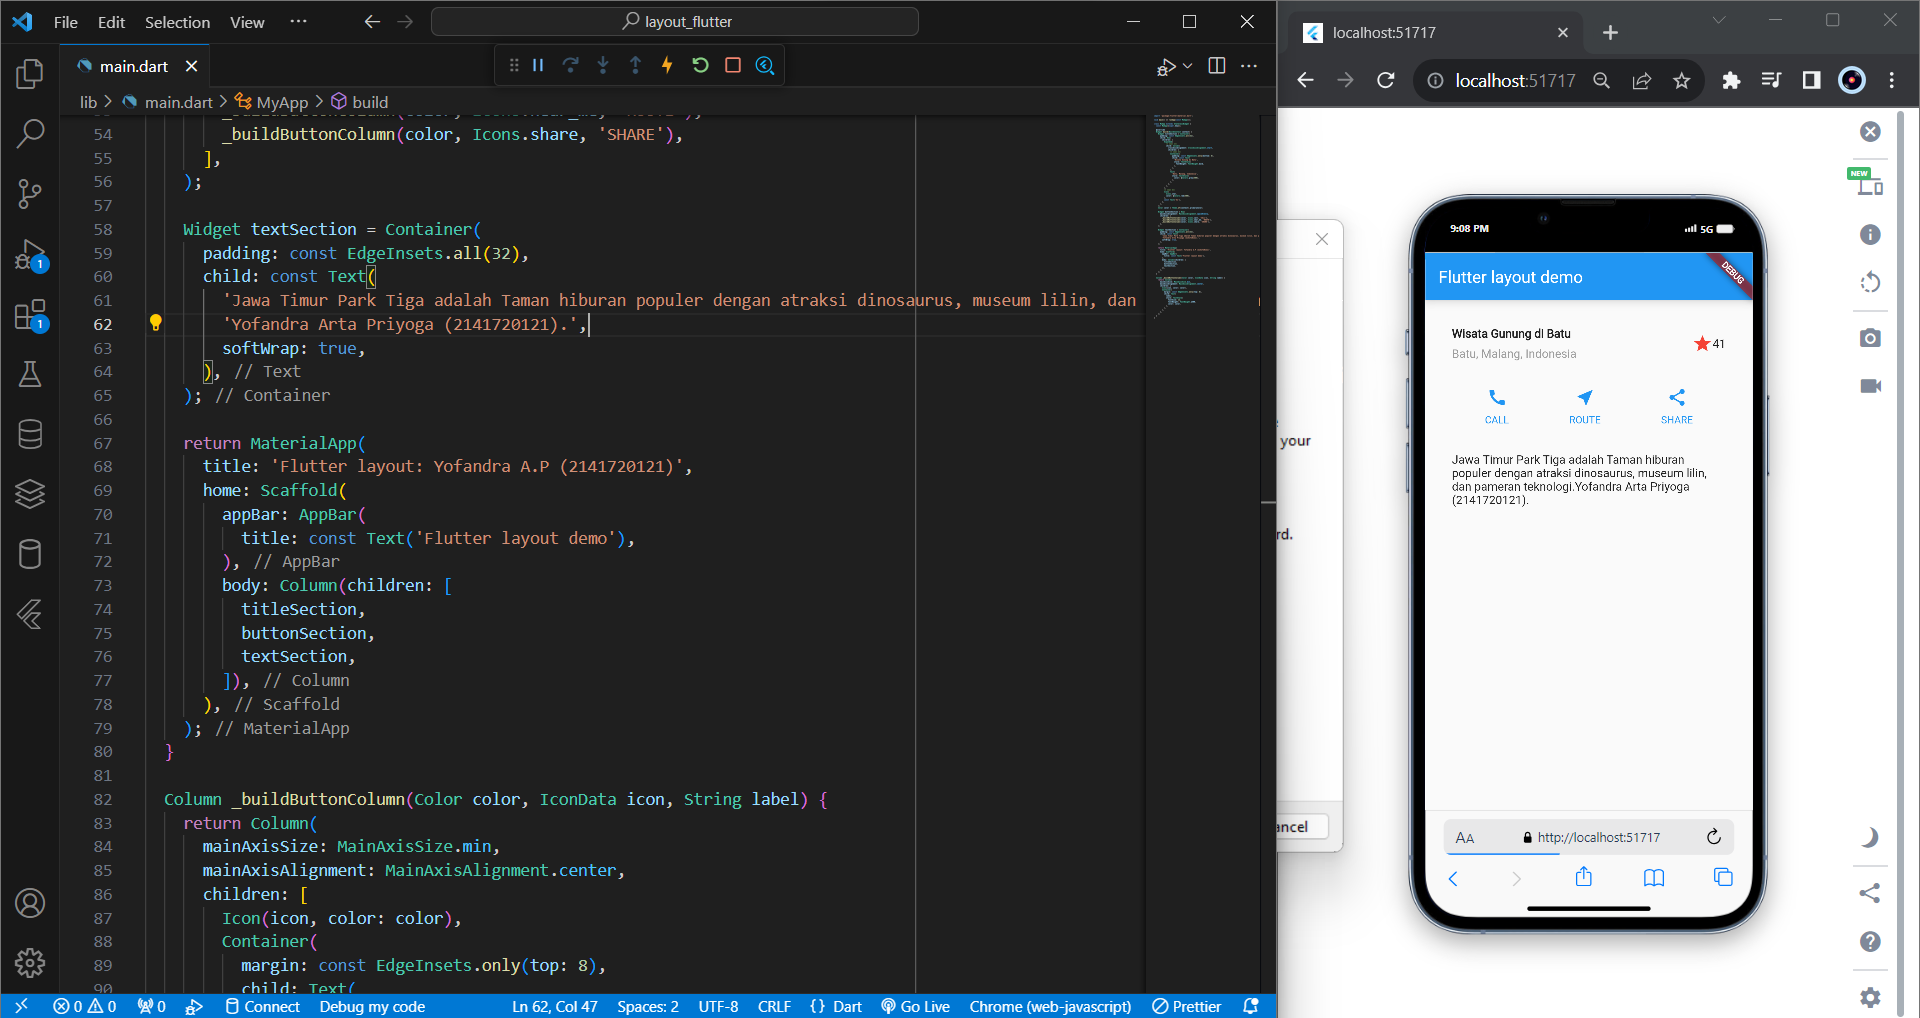 File Edit Selection View ··· layout_flutter
main.dart
lib > main.dart > MyApp > build
54 _buildButtonColumn(color, Icons.share, 'SHARE'),
55 ],
56 );
57
58 Widget textSection = Container(
59 padding: const EdgeInsets.all(32),
60 child: const Text(
61 'Jawa Timur Park Tiga adalah Taman hiburan populer dengan atraksi dinosaurus, museum lilin, dan
62 'Yofandra Arta Priyoga (2141720121).',
63 softWrap: true,
64 ), // Text
65 ); // Container
66
67 return MaterialApp(
68 title: 'Flutter layout: Yofandra A.P (2141720121)',
69 home: Scaffold(
70 appBar: AppBar(
71 title: const Text('Flutter layout demo'),
72 ), // AppBar
73 body: Column(children: [
74 titleSection,
75 buttonSection,
76 textSection,
77 ]), // Column
78 ), // Scaffold
79 ); // MaterialApp
80 }
81
82 Column _buildButtonColumn(Color color, IconData icon, String label) {
83 return Column(
84 mainAxisSize: MainAxisSize.min,
85 mainAxisAlignment: MainAxisAlignment.center,
86 children: [
87 Icon(icon, color: color),
88 Container(
89 margin: const EdgeInsets.only(top: 8),
90 child: Text(
1
1
0 0 0 Connect Debug my code Ln 62, Col 47 Spaces: 2 UTF-8 CRLF {} Dart Go Live Chrome (web-javascript) Prettier
localhost:51717
localhost:51717
NEW
your
rd.
ancel
9:08 PM 5G
Flutter layout demo
DEBUG
Wisata Gunung di Batu
Batu, Malang, Indonesia
41
CALL ROUTE SHARE
Jawa Timur Park Tiga adalah Taman hiburan
populer dengan atraksi dinosaurus, museum lilin,
dan pameran teknologi.Yofandra Arta Priyoga
(2141720121).
AA http://localhost:51717